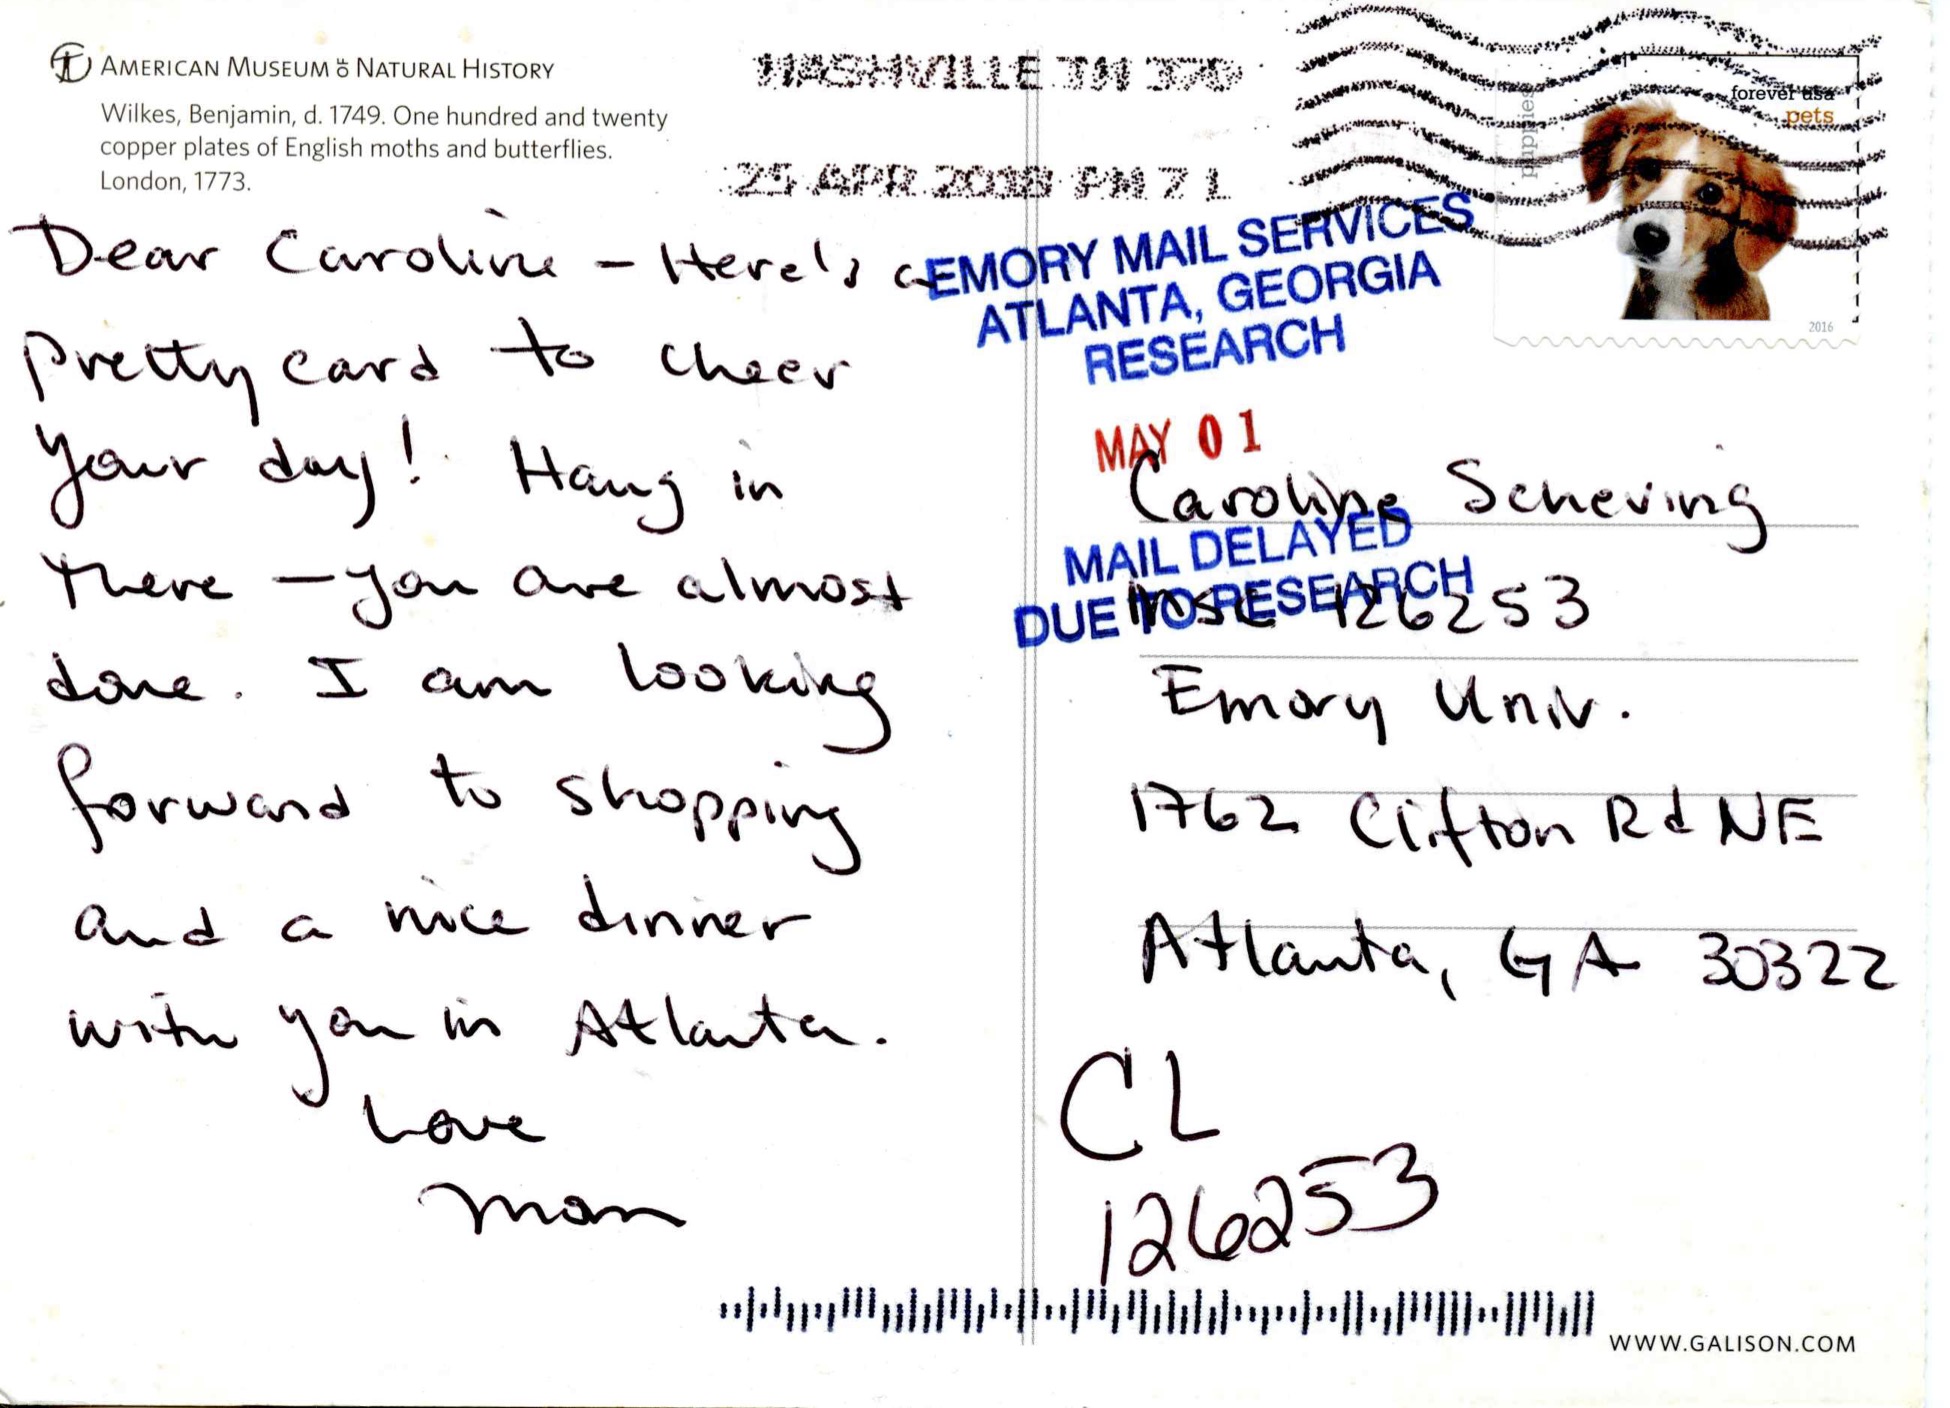 AMERICAN MUSEUM OF NATURAL HISTORY
Wilkes, Benjamin, d. 1749. One hundred and twenty
copper plates of English moths and butterflies.
London, 1773.
NASHVILLE TN 370
25 APR 2018 PM 7 L
puppies
forever usa
pets
2016
Dear Caroline – Here's a
pretty card to cheer
your day! Hang in
there – you are almost
done. I am looking
forward to shopping
and a nice dinner
with you in Atlanta.
Love
Mom
EMORY MAIL SERVICES
ATLANTA, GEORGIA
RESEARCH
MAY 01
Caroline Scheving
MAIL DELAYED
DUE TO RESEARCH
MSC 126253
Emory Univ.
1762 Clifton Rd NE
Atlanta, GA 30322
CL
126253
WWW.GALISON.COM